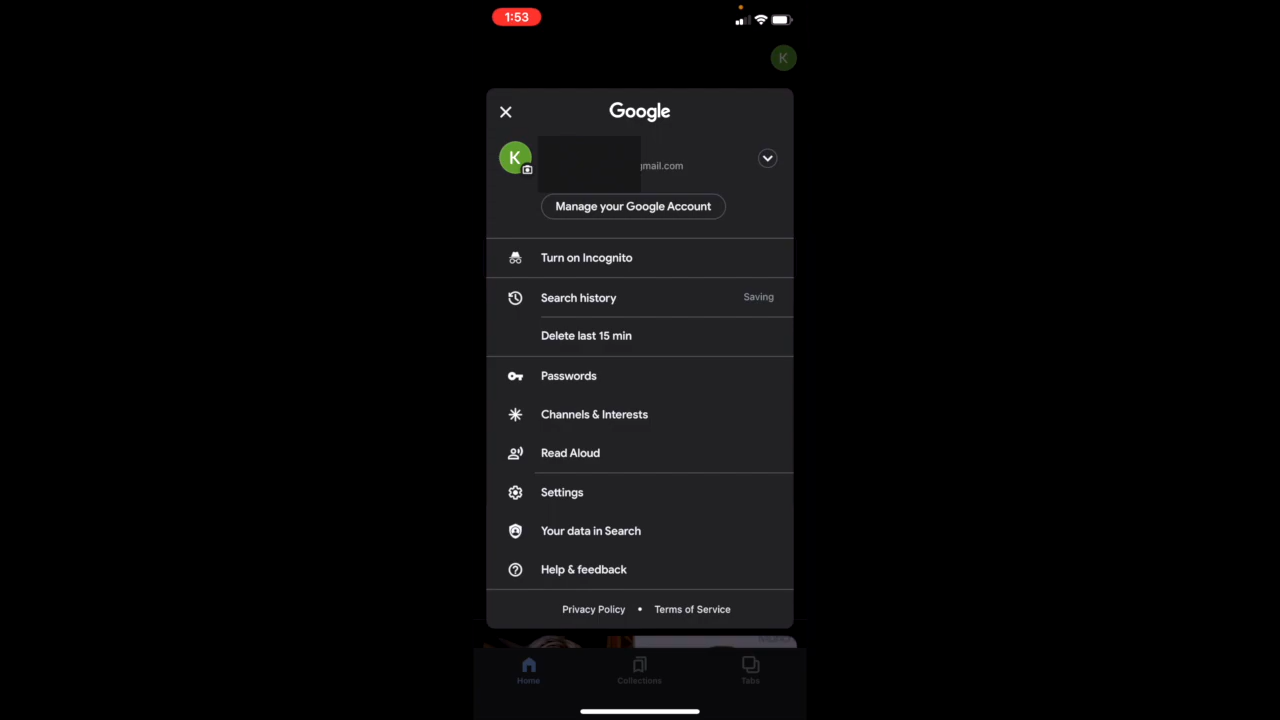 1:53
K
Google
K
gmail.com
Manage your Google Account
Turn on Incognito
Search history
Saving
Delete last 15 min
Passwords
Channels & Interests
Read Aloud
Settings
Your data in Search
Help & feedback
Privacy Policy • Terms of Service
Home
Collections
Tabs